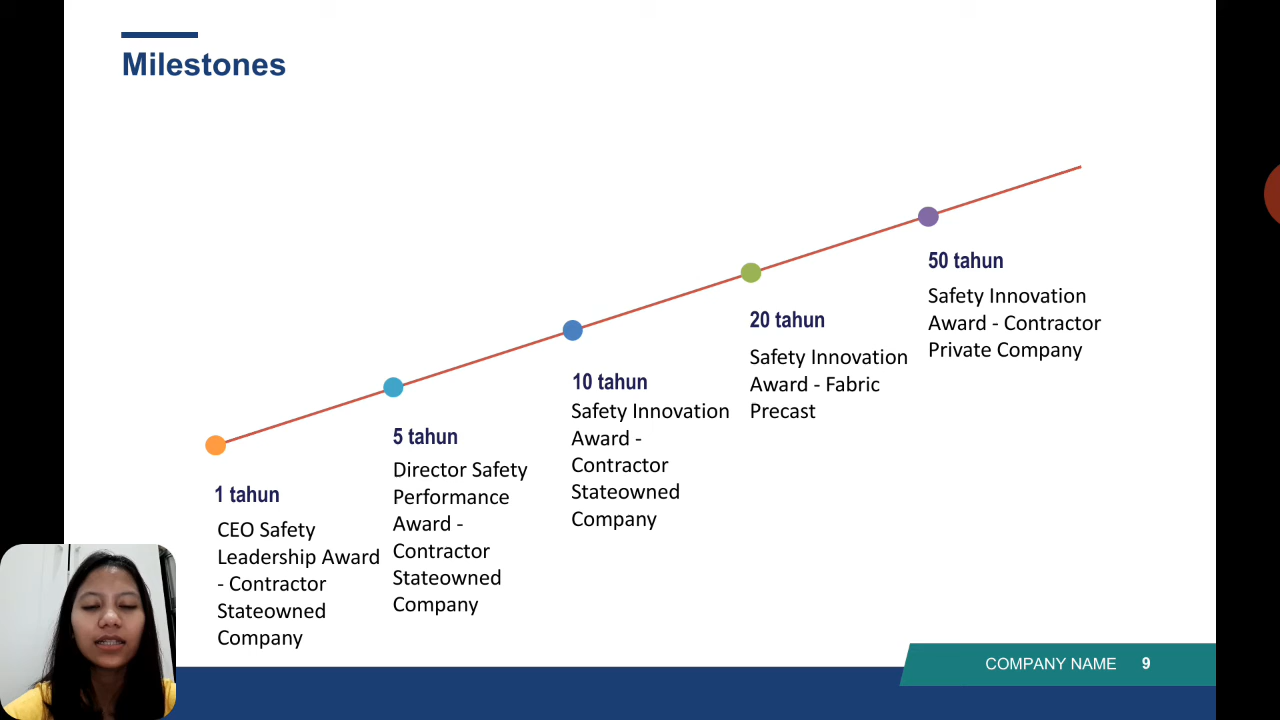 Milestones
1 tahun
CEO Safety
Leadership Award
- Contractor
Stateowned
Company
5 tahun
Director Safety
Performance
Award -
Contractor
Stateowned
Company
10 tahun
Safety Innovation
Award -
Contractor
Stateowned
Company
20 tahun
Safety Innovation
Award - Fabric
Precast
50 tahun
Safety Innovation
Award - Contractor
Private Company
COMPANY NAME 9